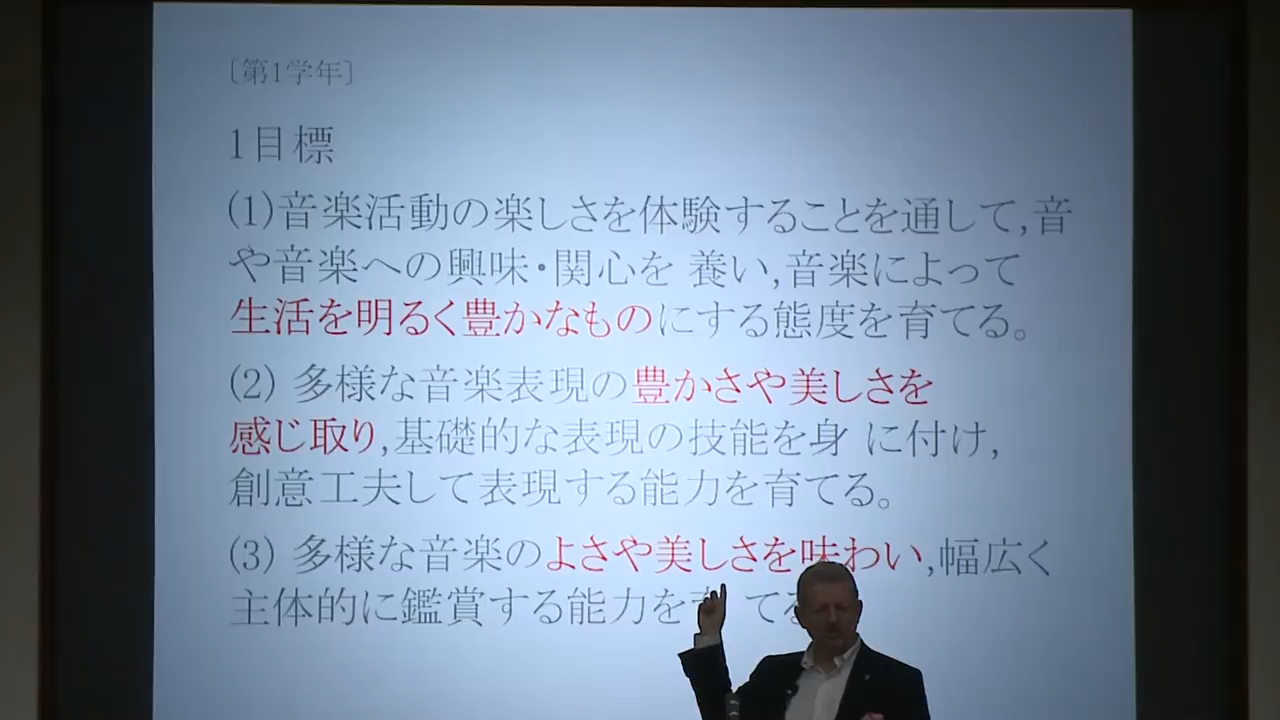 〔第1学年〕
1目標
(1)音楽活動の楽しさを体験することを通して,音
や音楽への興味・関心を 養い,音楽によって
生活を明るく豊かなものにする態度を育てる。
(2) 多様な音楽表現の豊かさや美しさを
感じ取り,基礎的な表現の技能を身 に付け,
創意工夫して表現する能力を育てる。
(3) 多様な音楽のよさや美しさを味わい,幅広く
主体的に鑑賞する能力を育 てる